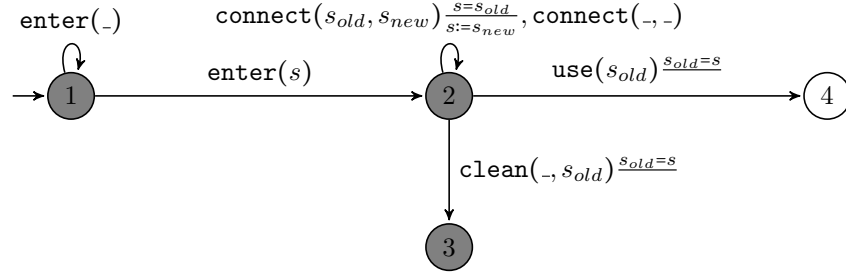 enter(_)
connect(s_old, s_new) s=s_old / s:=s_new, connect(_, _)
enter(s)
use(s_old) s_old=s
1
2
4
clean(_, s_old) s_old=s
3